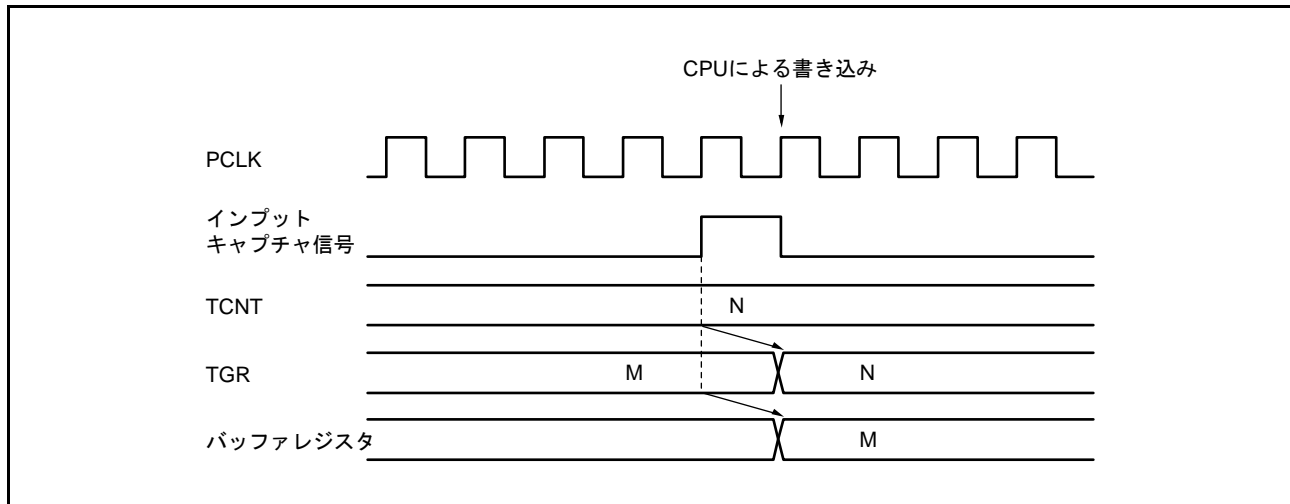 CPUによる書き込み
PCLK
インプット
キャプチャ信号
TCNT
N
TGR
M
N
バッファレジスタ
M